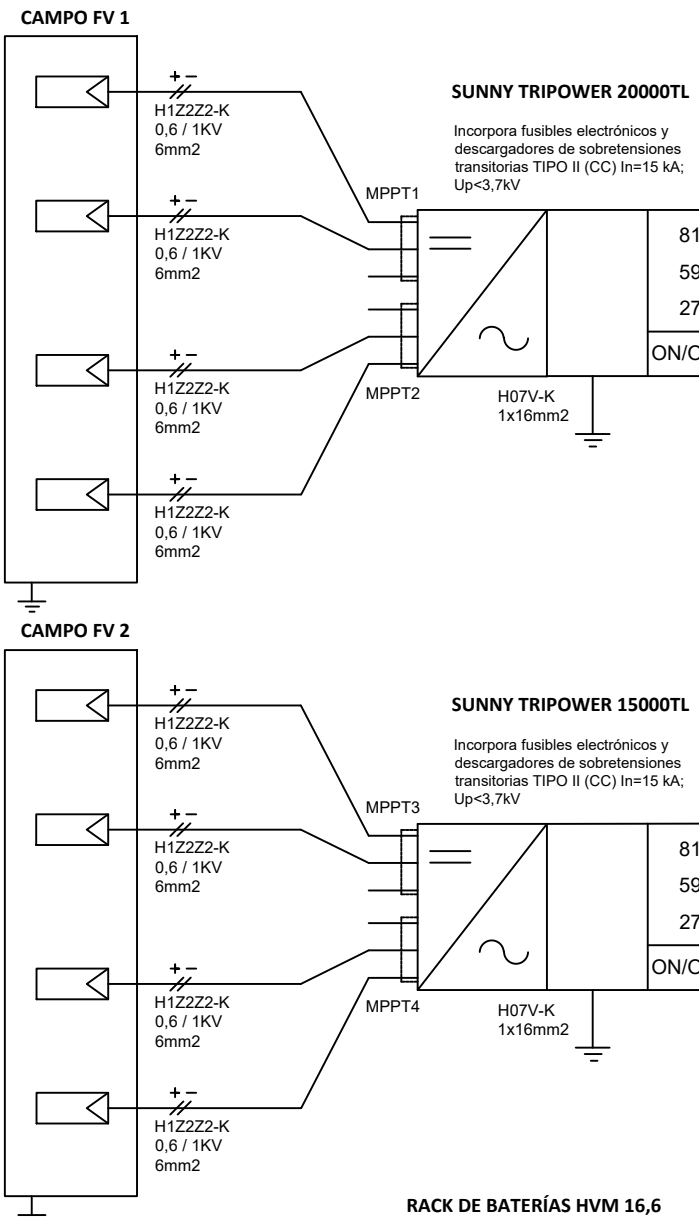 CAMPO FV 1
+ −
H1Z2Z2-K
0,6 / 1KV
6mm2
+ −
H1Z2Z2-K
0,6 / 1KV
6mm2
+ −
H1Z2Z2-K
0,6 / 1KV
6mm2
+ −
H1Z2Z2-K
0,6 / 1KV
6mm2
SUNNY TRIPOWER 20000TL
Incorpora fusibles electrónicos y
descargadores de sobretensiones
transitorias TIPO II (CC) In=15 kA;
Up<3,7kV
MPPT1
MPPT2
81
59
27
ON/O
H07V-K
1x16mm2
CAMPO FV 2
+ −
H1Z2Z2-K
0,6 / 1KV
6mm2
+ −
H1Z2Z2-K
0,6 / 1KV
6mm2
+ −
H1Z2Z2-K
0,6 / 1KV
6mm2
+ −
H1Z2Z2-K
0,6 / 1KV
6mm2
SUNNY TRIPOWER 15000TL
Incorpora fusibles electrónicos y
descargadores de sobretensiones
transitorias TIPO II (CC) In=15 kA;
Up<3,7kV
MPPT3
MPPT4
81
59
27
ON/O
H07V-K
1x16mm2
RACK DE BATERÍAS HVM 16,6